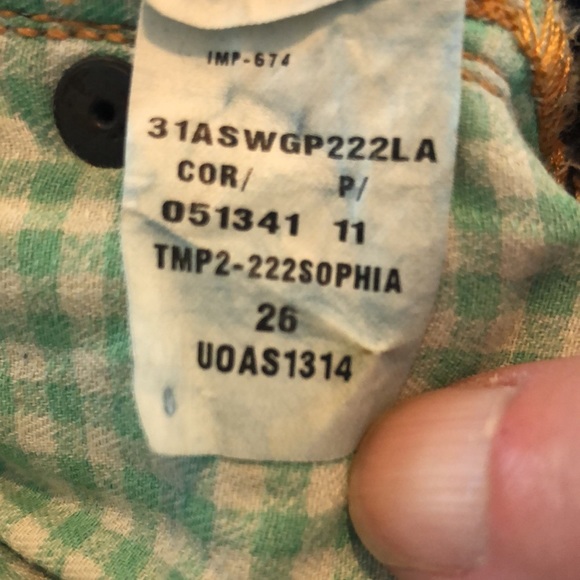 IMP-674
31ASWGP222LA
COR/ P/
051341 11
TMP2-222SOPHIA
26
UOAS1314